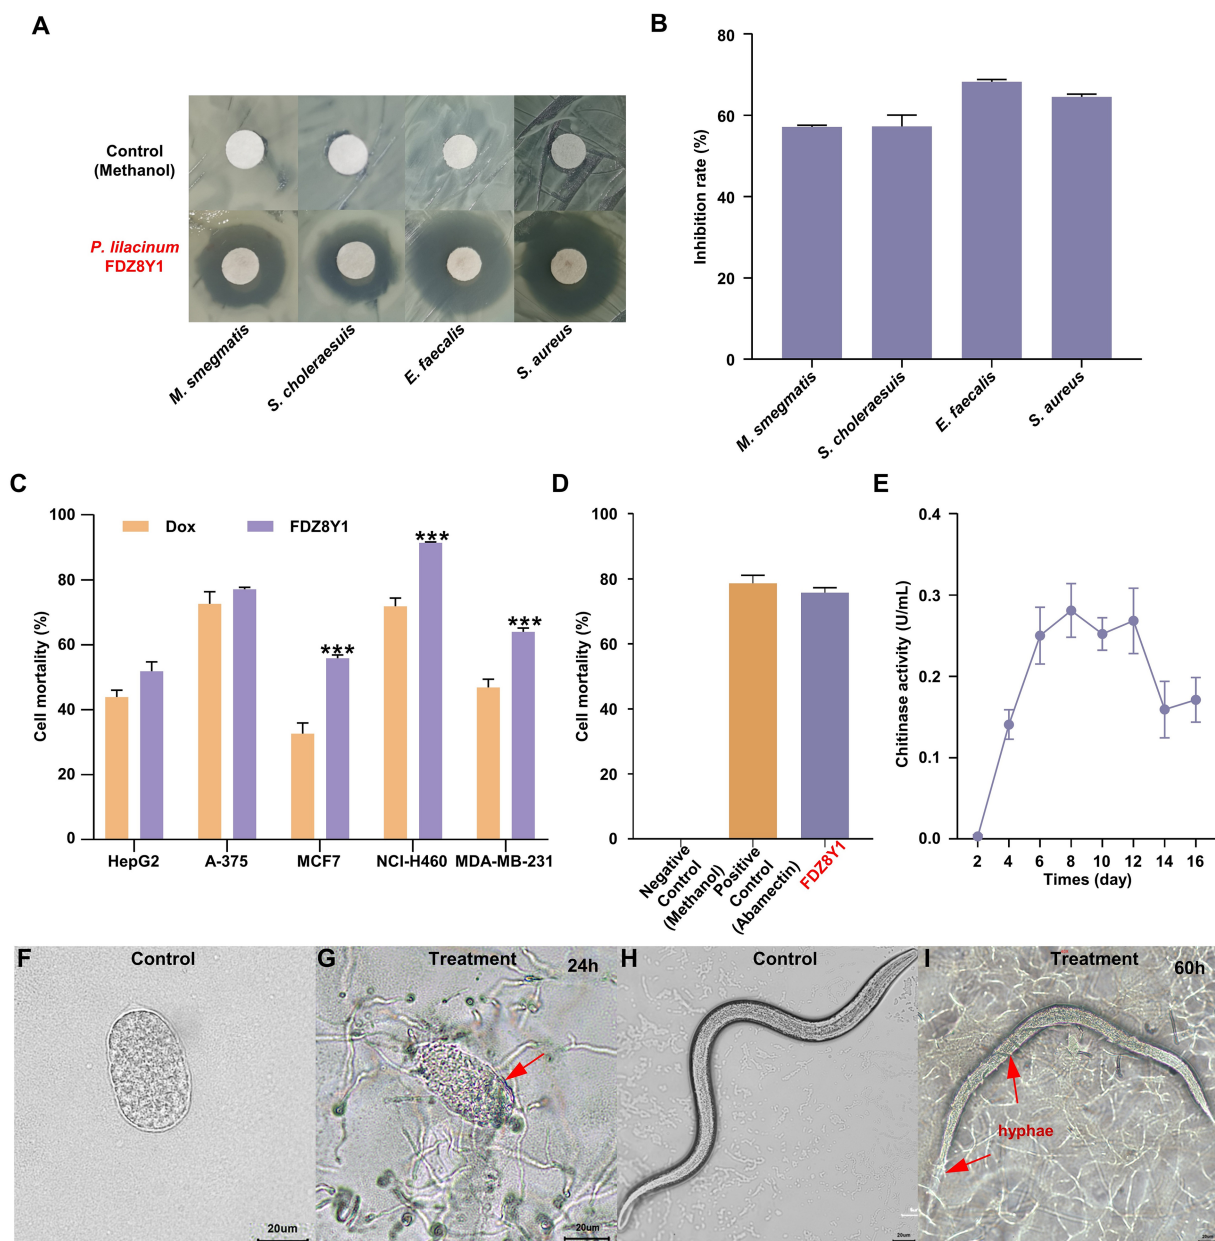 A
Control
(Methanol)
P. lilacinum
FDZ8Y1
M. smegmatis
S. choleraesuis
E. faecalis
S. aureus
B
Inhibition rate (%)
80
60
40
20
0
M. smegmatis
S. choleraesuis
E. faecalis
S. aureus
C
Dox
FDZ8Y1
Cell mortality (%)
100
80
60
40
20
0
***
***
***
HepG2
A-375
MCF7
NCI-H460
MDA-MB-231
D
Cell mortality (%)
100
80
60
40
20
0
Negative
Control
(Methanol)
Positive
Control
(Abamectin)
FDZ8Y1
E
Chitinase activity (U/mL)
0.4
0.3
0.2
0.1
0.0
2 4 6 8 10 12 14 16
Times (day)
F
Control
20um
G
Treatment
24h
20um
H
Control
20um
I
Treatment
60h
hyphae
20um